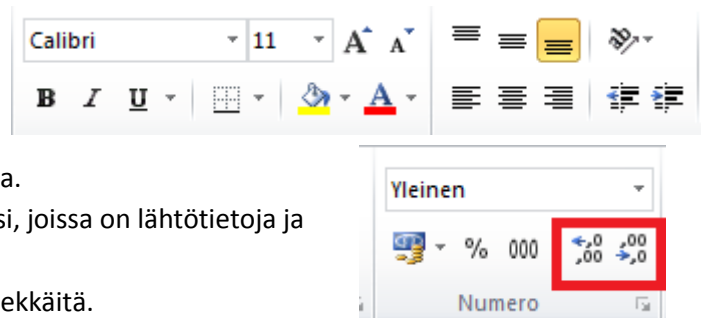 Calibri 11 A A
B I U A
a.
si, joissa on lähtötietoja ja
ekkäitä.
Yleinen
% 000 ,0 ,00 ,00 ,0
Numero